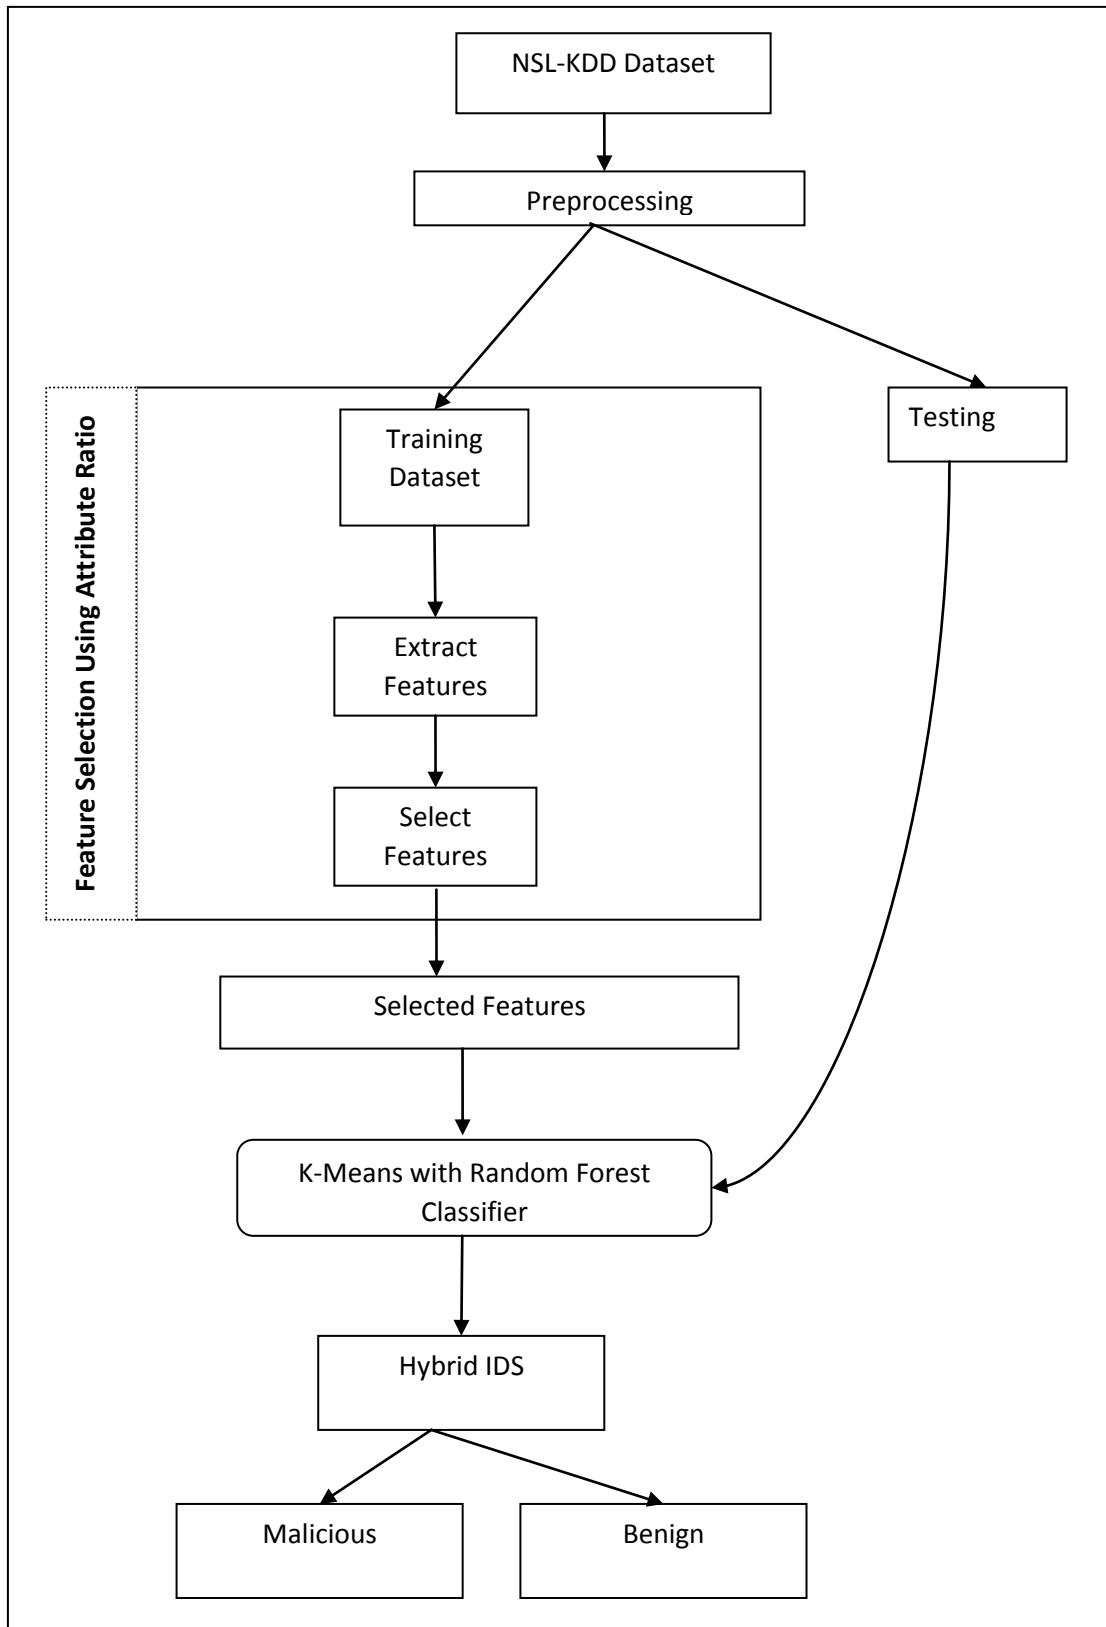 NSL-KDD Dataset
Preprocessing
Feature Selection Using Attribute Ratio
Training
Dataset
Testing
Extract
Features
Select
Features
Selected Features
K-Means with Random Forest
Classifier
Hybrid IDS
Malicious
Benign